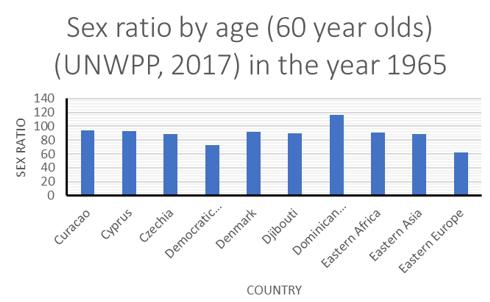 Sex ratio by age (60 year olds)
(UNWPP, 2017) in the year 1965
140
120
100
80
60
40
20
0
SEX RATIO
Curacao
Cyprus
Czechia
Democratic...
Denmark
Djibouti
Dominican...
Eastern Africa
Eastern Asia
Eastern Europe
COUNTRY